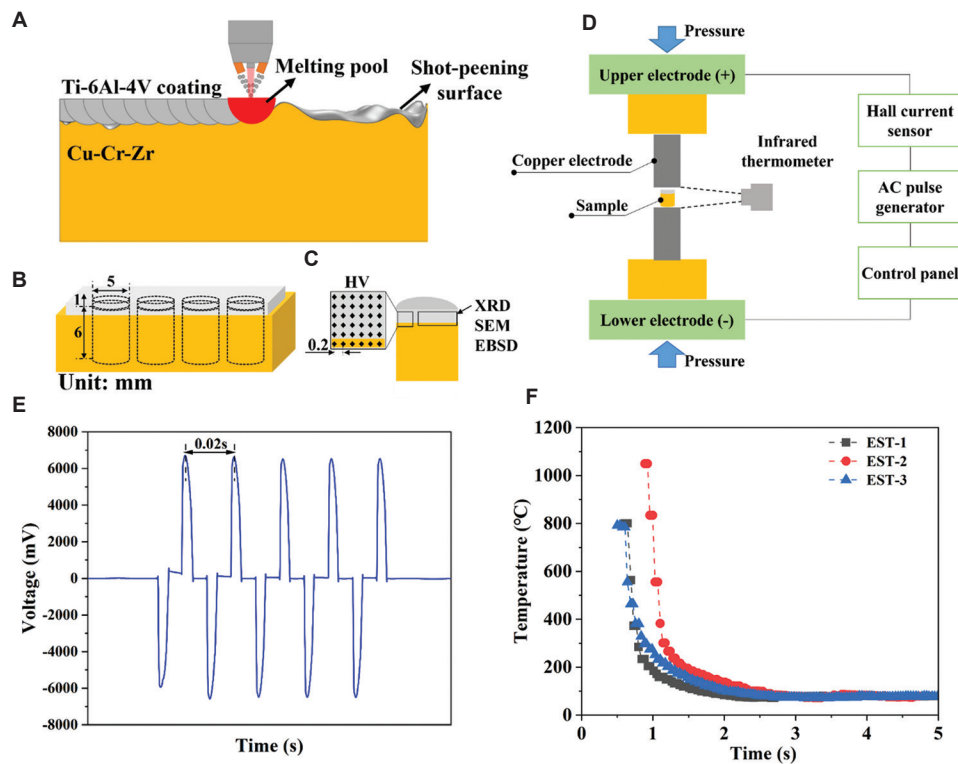 A
Ti-6Al-4V coating
Melting pool
Shot-peening
surface
Cu-Cr-Zr
B
1
5
6
Unit: mm
C
HV
0.2
XRD
SEM
EBSD
D
Pressure
Upper electrode (+)
Copper electrode
Sample
Infrared
thermometer
Hall current
sensor
AC pulse
generator
Control panel
Lower electrode (-)
Pressure
E
8000
6000
4000
2000
0
-2000
-4000
-6000
-8000
Voltage (mV)
0.02s
Time (s)
F
1200
1000
800
600
400
200
0
Temperature (°C)
EST-1
EST-2
EST-3
0 1 2 3 4 5
Time (s)